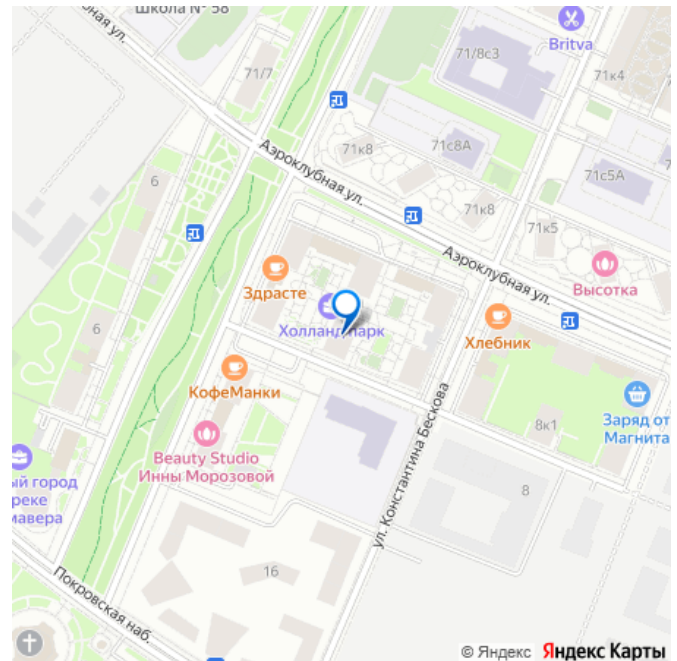 Школа № 58
71/8с3
Britva
71/7
71к4
ная ул.
71к8
71с8А
Аэроклубная ул.
71с5А
6
71к8
71к5
Аэроклубная ул.
Здрасте
Высотка
Холланд парк
Хлебник
6
КофеМанки
ул. Константина Бескова
8к1
Заряд от
Магнита
Beauty Studio
Инны Морозовой
ый город
реке
мавера
8
16
Покровская наб.
© Яндекс Яндекс Карты